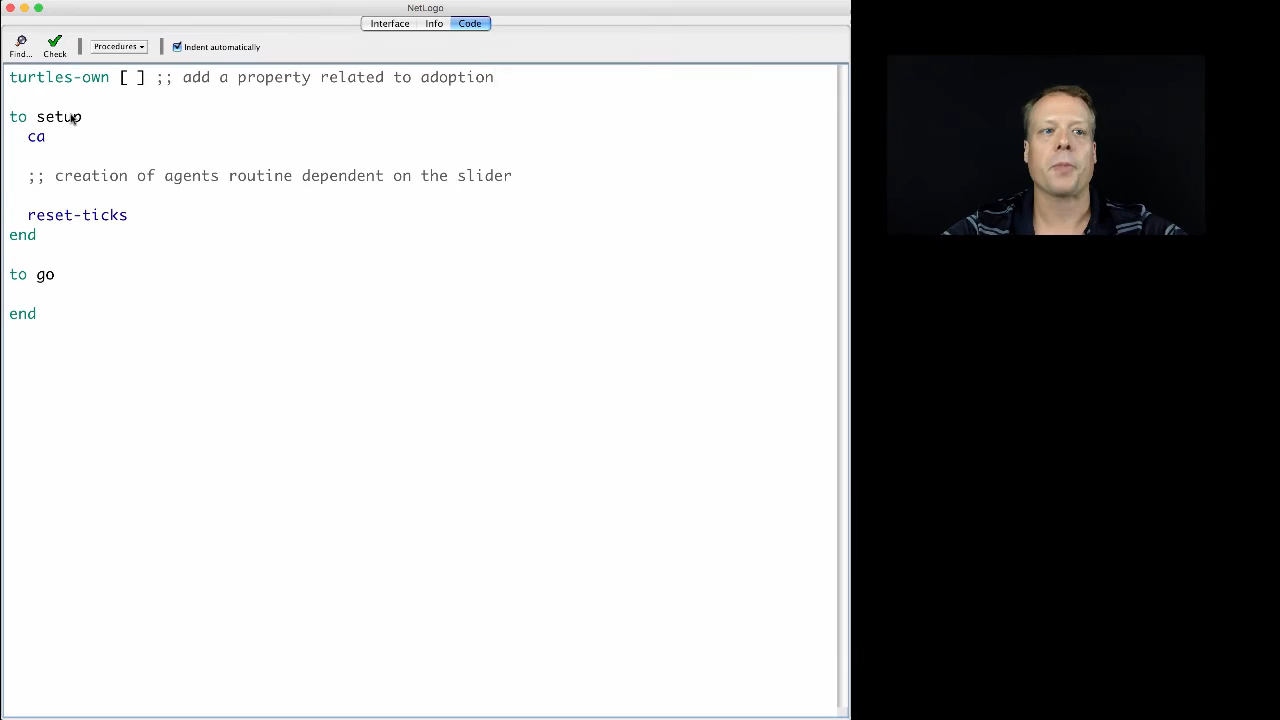 NetLogo
Interface Info Code
Find... Check Procedures Indent automatically
turtles-own [ ] ;; add a property related to adoption
to setup
ca
;; creation of agents routine dependent on the slider
reset-ticks
end
to go
end